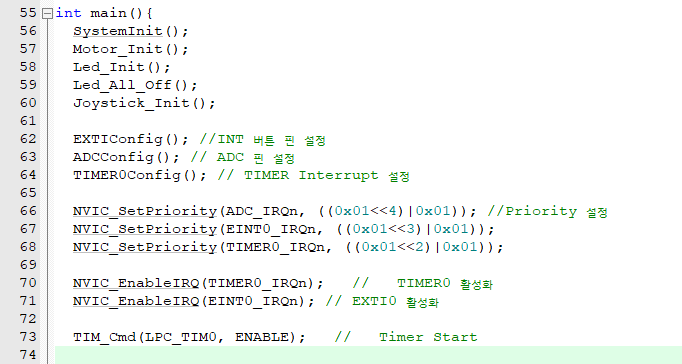 55 int main(){
56 SystemInit();
57 Motor_Init();
58 Led_Init();
59 Led_All_Off();
60 Joystick_Init();
61
62 EXTIConfig(); //INT 버튼 핀 설정
63 ADCConfig(); // ADC 핀 설정
64 TIMER0Config(); // TIMER Interrupt 설정
65
66 NVIC_SetPriority(ADC_IRQn, ((0x01<<4)|0x01)); //Priority 설정
67 NVIC_SetPriority(EINT0_IRQn, ((0x01<<3)|0x01));
68 NVIC_SetPriority(TIMER0_IRQn, ((0x01<<2)|0x01));
69
70 NVIC_EnableIRQ(TIMER0_IRQn); // TIMER0 활성화
71 NVIC_EnableIRQ(EINT0_IRQn); // EXTI0 활성화
72
73 TIM_Cmd(LPC_TIM0, ENABLE); // Timer Start
74